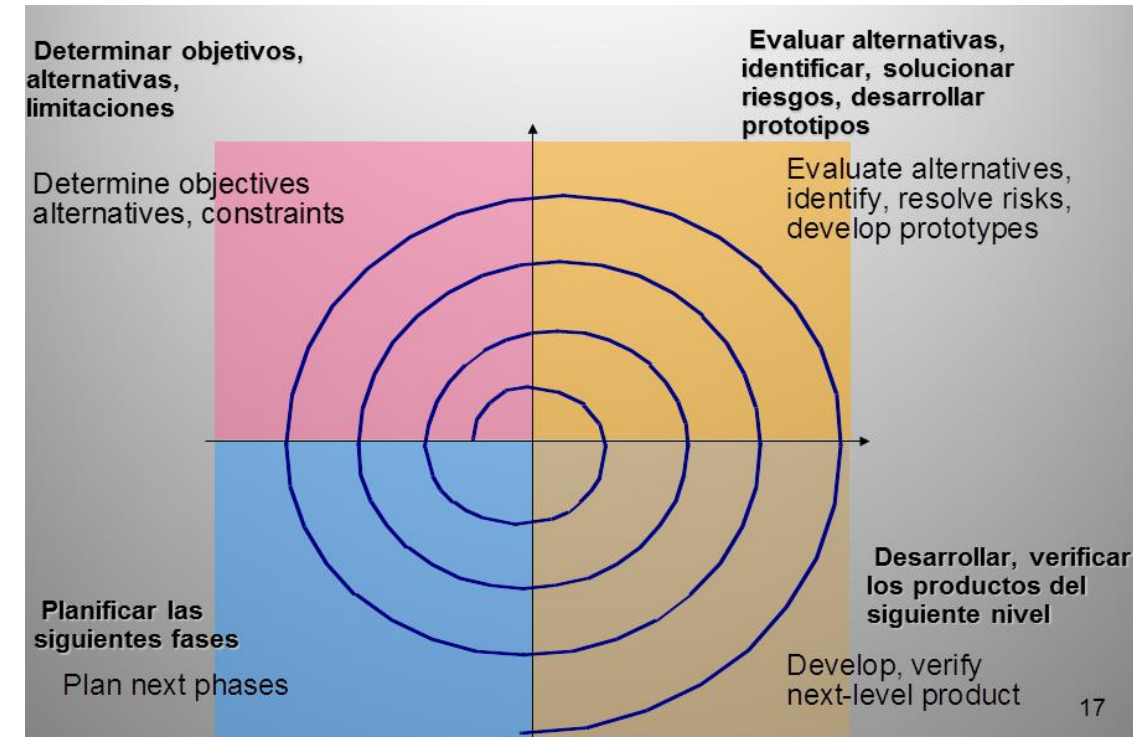 Determinar objetivos,
alternativas,
limitaciones
Determine objectives
alternatives, constraints
Evaluar alternativas,
identificar, solucionar
riesgos, desarrollar
prototipos
Evaluate alternatives,
identify, resolve risks,
develop prototypes
Planificar las
siguientes fases
Plan next phases
Desarrollar, verificar
los productos del
siguiente nivel
Develop, verify
next-level product
17